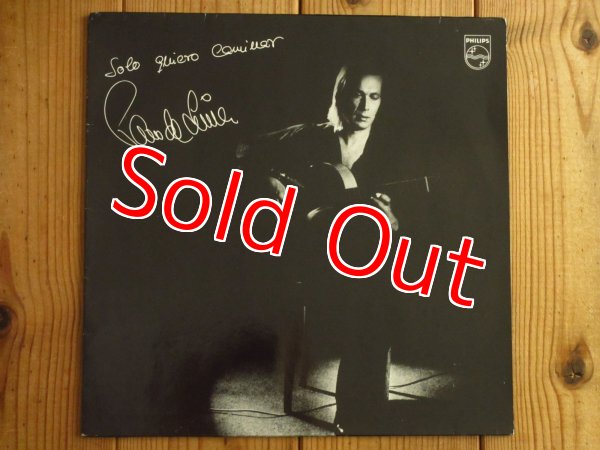 Solo quiero caminar
Paco de Lucía
PHILIPS
Sold Out